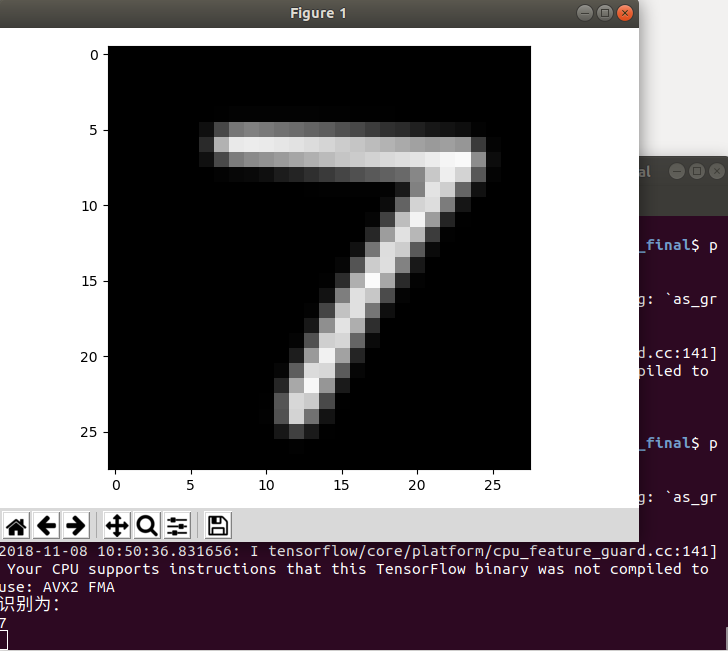 Figure 1
al
0
5
10
15
20
25
0 5 10 15 20 25
7
_final$ p
g: `as_gr
d.cc:141]
piled to
_final$ p
g: `as_gr
2018-11-08 10:50:36.831656: I tensorflow/core/platform/cpu_feature_guard.cc:141]
Your CPU supports instructions that this TensorFlow binary was not compiled to
use: AVX2 FMA
识别为:
7